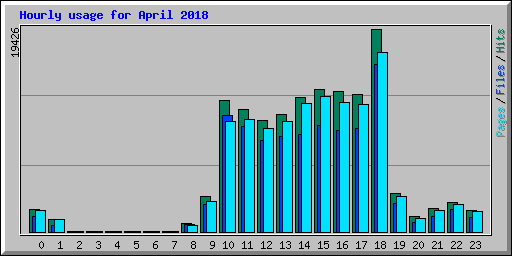 Hourly usage for April 2018
19426
Pages / Files / Hits
0 1 2 3 4 5 6 7 8 9 10 11 12 13 14 15 16 17 18 19 20 21 22 23